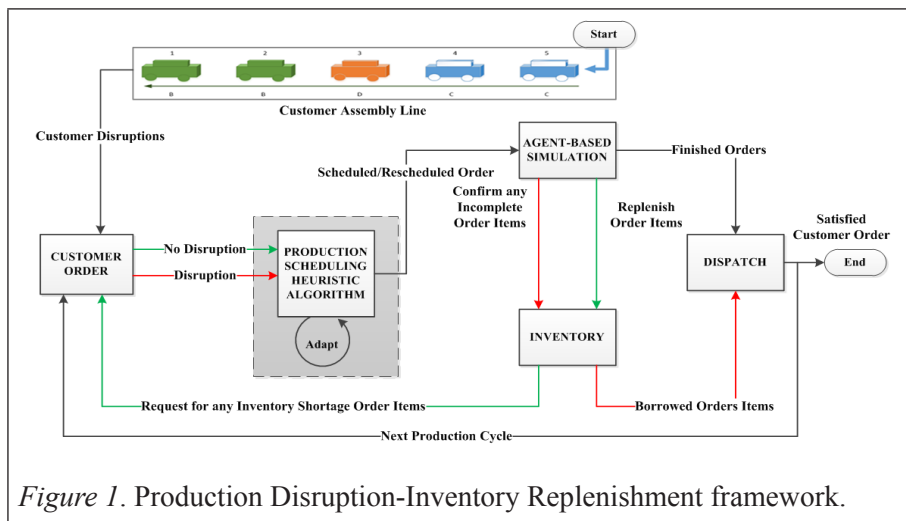 Start
1 2 3 4 5
B B D C C
Customer Assembly Line
Customer Disruptions
AGENT-BASED
SIMULATION
Finished Orders
Scheduled/Rescheduled Order
Confirm any
Incomplete
Order Items
Replenish
Order Items
Satisfied
Customer Order
CUSTOMER
ORDER
No Disruption
Disruption
PRODUCTION
SCHEDULING
HEURISTIC
ALGORITHM
Adapt
DISPATCH
End
INVENTORY
Request for any Inventory Shortage Order Items
Borrowed Orders Items
Next Production Cycle
Figure 1. Production Disruption-Inventory Replenishment framework.